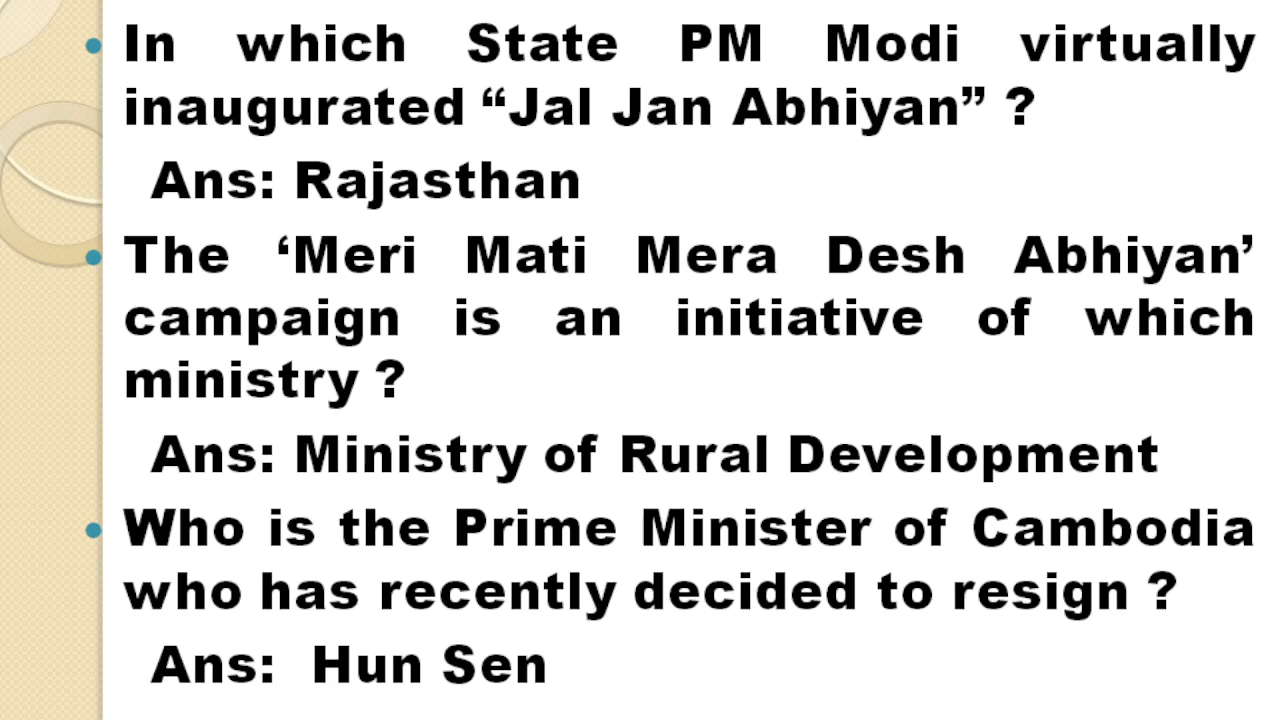 In which State PM Modi virtually
inaugurated “Jal Jan Abhiyan” ?
Ans: Rajasthan
The ‘Meri Mati Mera Desh Abhiyan’
campaign is an initiative of which
ministry ?
Ans: Ministry of Rural Development
Who is the Prime Minister of Cambodia
who has recently decided to resign ?
Ans: Hun Sen